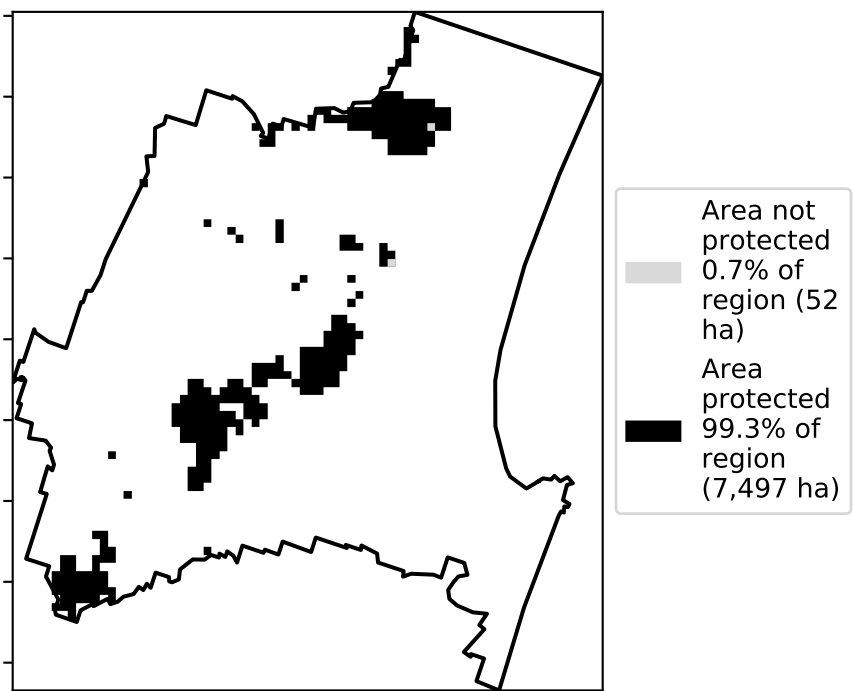 Area not
protected
0.7% of
region (52
ha)
Area
protected
99.3% of
region
(7,497 ha)